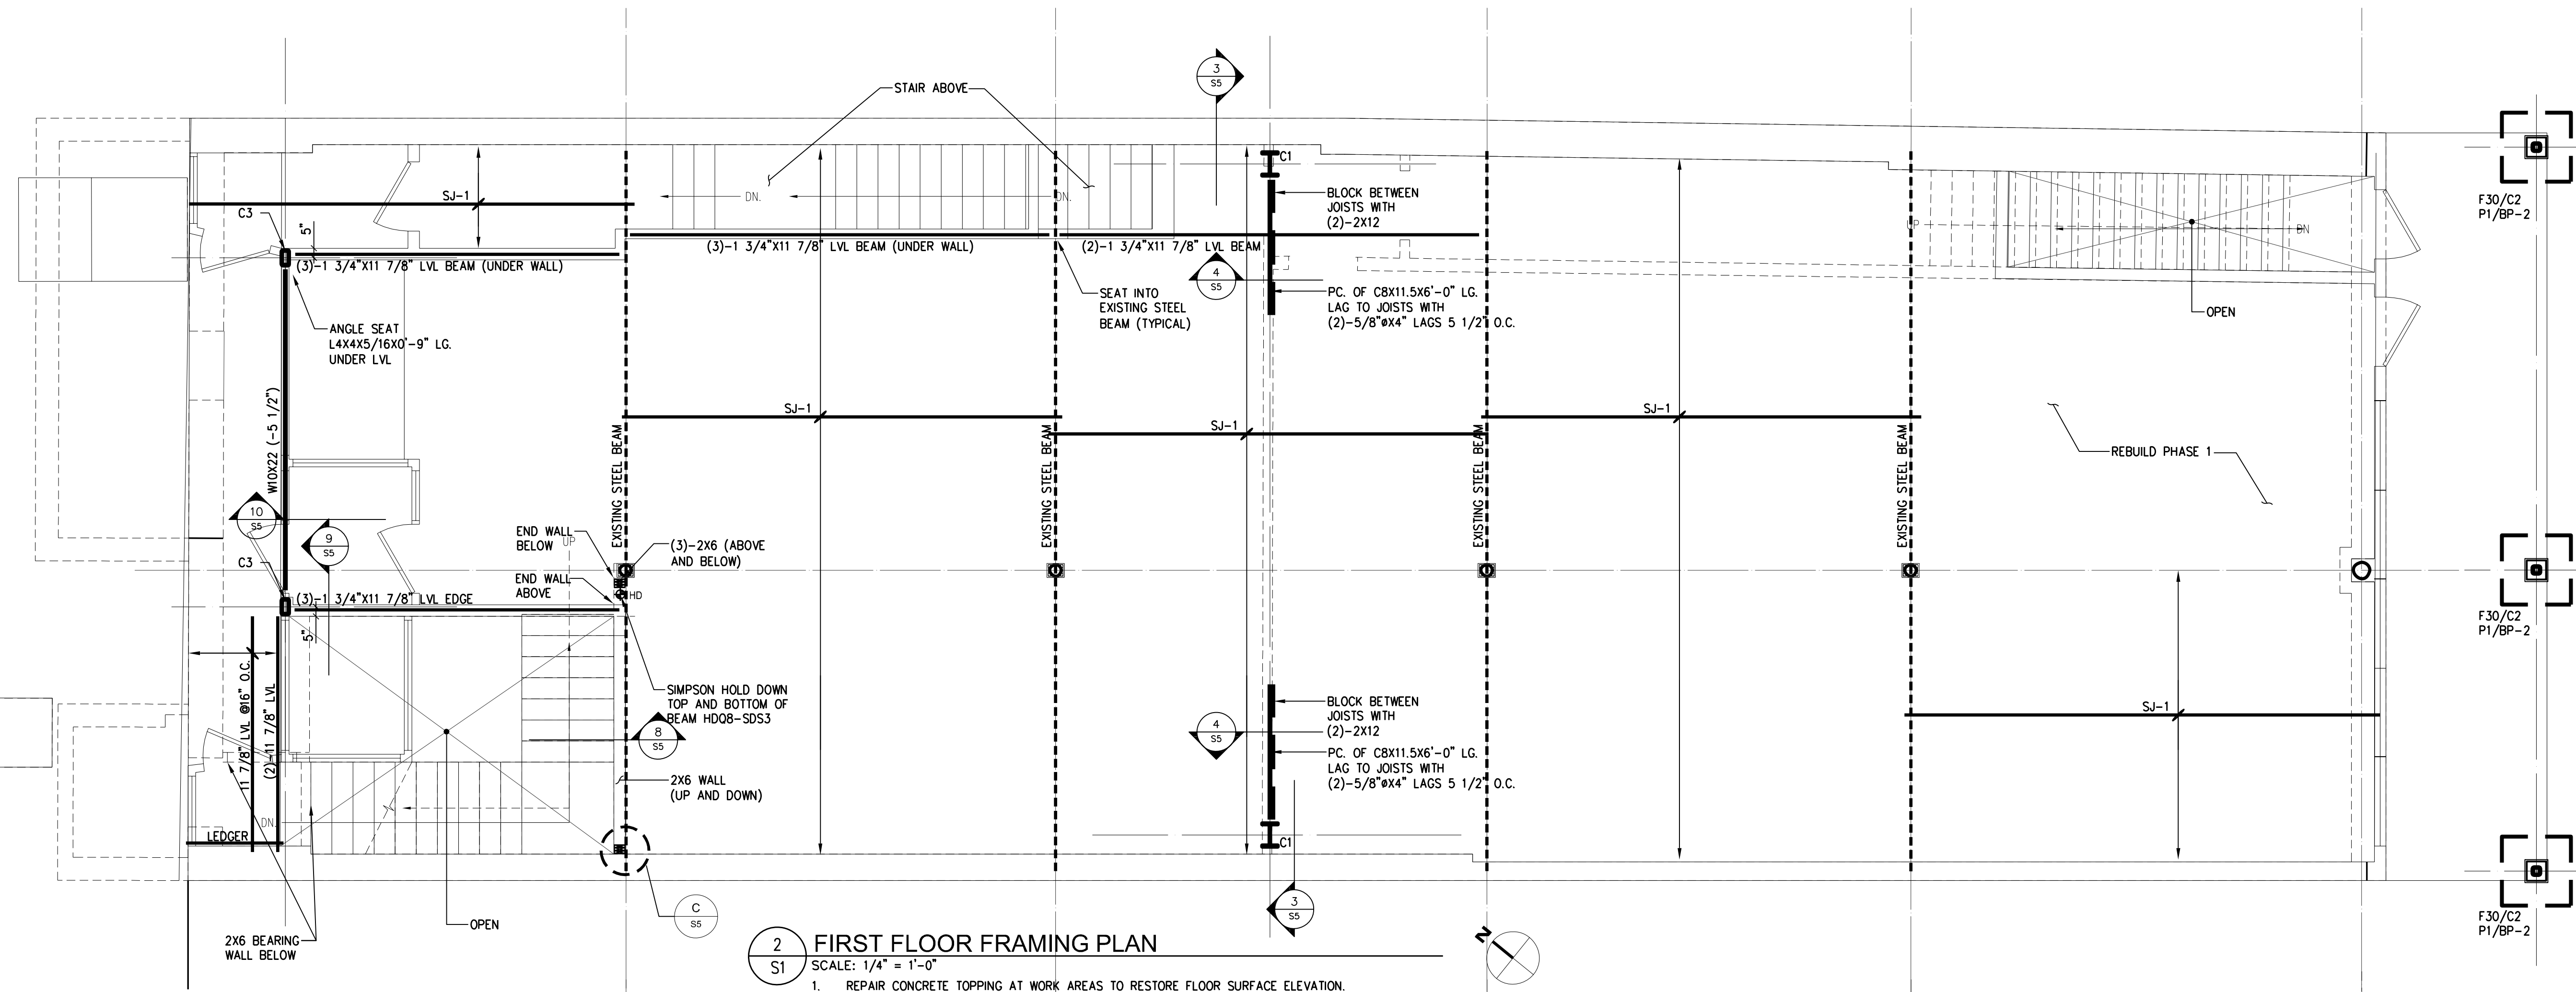 3
S5
STAIR ABOVE
C1
SJ-1
C3
5"
DN.
DN.
BLOCK BETWEEN
JOISTS WITH
(2)-2X12
F30/C2
P1/BP-2
UP
DN
(3)-1 3/4"X11 7/8" LVL BEAM (UNDER WALL)
(2)-1 3/4"X11 7/8" LVL BEAM
(3)-1 3/4"X11 7/8" LVL BEAM (UNDER WALL)
4
S5
SEAT INTO
EXISTING STEEL
BEAM (TYPICAL)
PC. OF C8X11.5X6'-0" LG.
LAG TO JOISTS WITH
(2)-5/8"øX4" LAGS 5 1/2" O.C.
OPEN
ANGLE SEAT
L4X4X5/16X0'-9" LG.
UNDER LVL
W10X22 (-5 1/2")
SJ-1
SJ-1
SJ-1
EXISTING STEEL BEAM
EXISTING STEEL BEAM
EXISTING STEEL BEAM
EXISTING STEEL BEAM
REBUILD PHASE 1
10
S5
9
S5
END WALL
BELOW
UP
(3)-2X6 (ABOVE
AND BELOW)
C3
END WALL
ABOVE
HD
(3)-1 3/4"X11 7/8" LVL EDGE
F30/C2
P1/BP-2
5"
11 7/8" LVL @16" O.C.
(2)-11 7/8" LVL
SIMPSON HOLD DOWN
TOP AND BOTTOM OF
BEAM HDQ8-SDS3
8
S5
BLOCK BETWEEN
JOISTS WITH
(2)-2X12
4
S5
SJ-1
PC. OF C8X11.5X6'-0" LG.
LAG TO JOISTS WITH
(2)-5/8"øX4" LAGS 5 1/2" O.C.
2X6 WALL
(UP AND DOWN)
DN.
LEDGER
C1
C
S5
3
S5
OPEN
F30/C2
P1/BP-2
2X6 BEARING
WALL BELOW
2
S1
FIRST FLOOR FRAMING PLAN
SCALE: 1/4" = 1'-0"
N
1. REPAIR CONCRETE TOPPING AT WORK AREAS TO RESTORE FLOOR SURFACE ELEVATION.